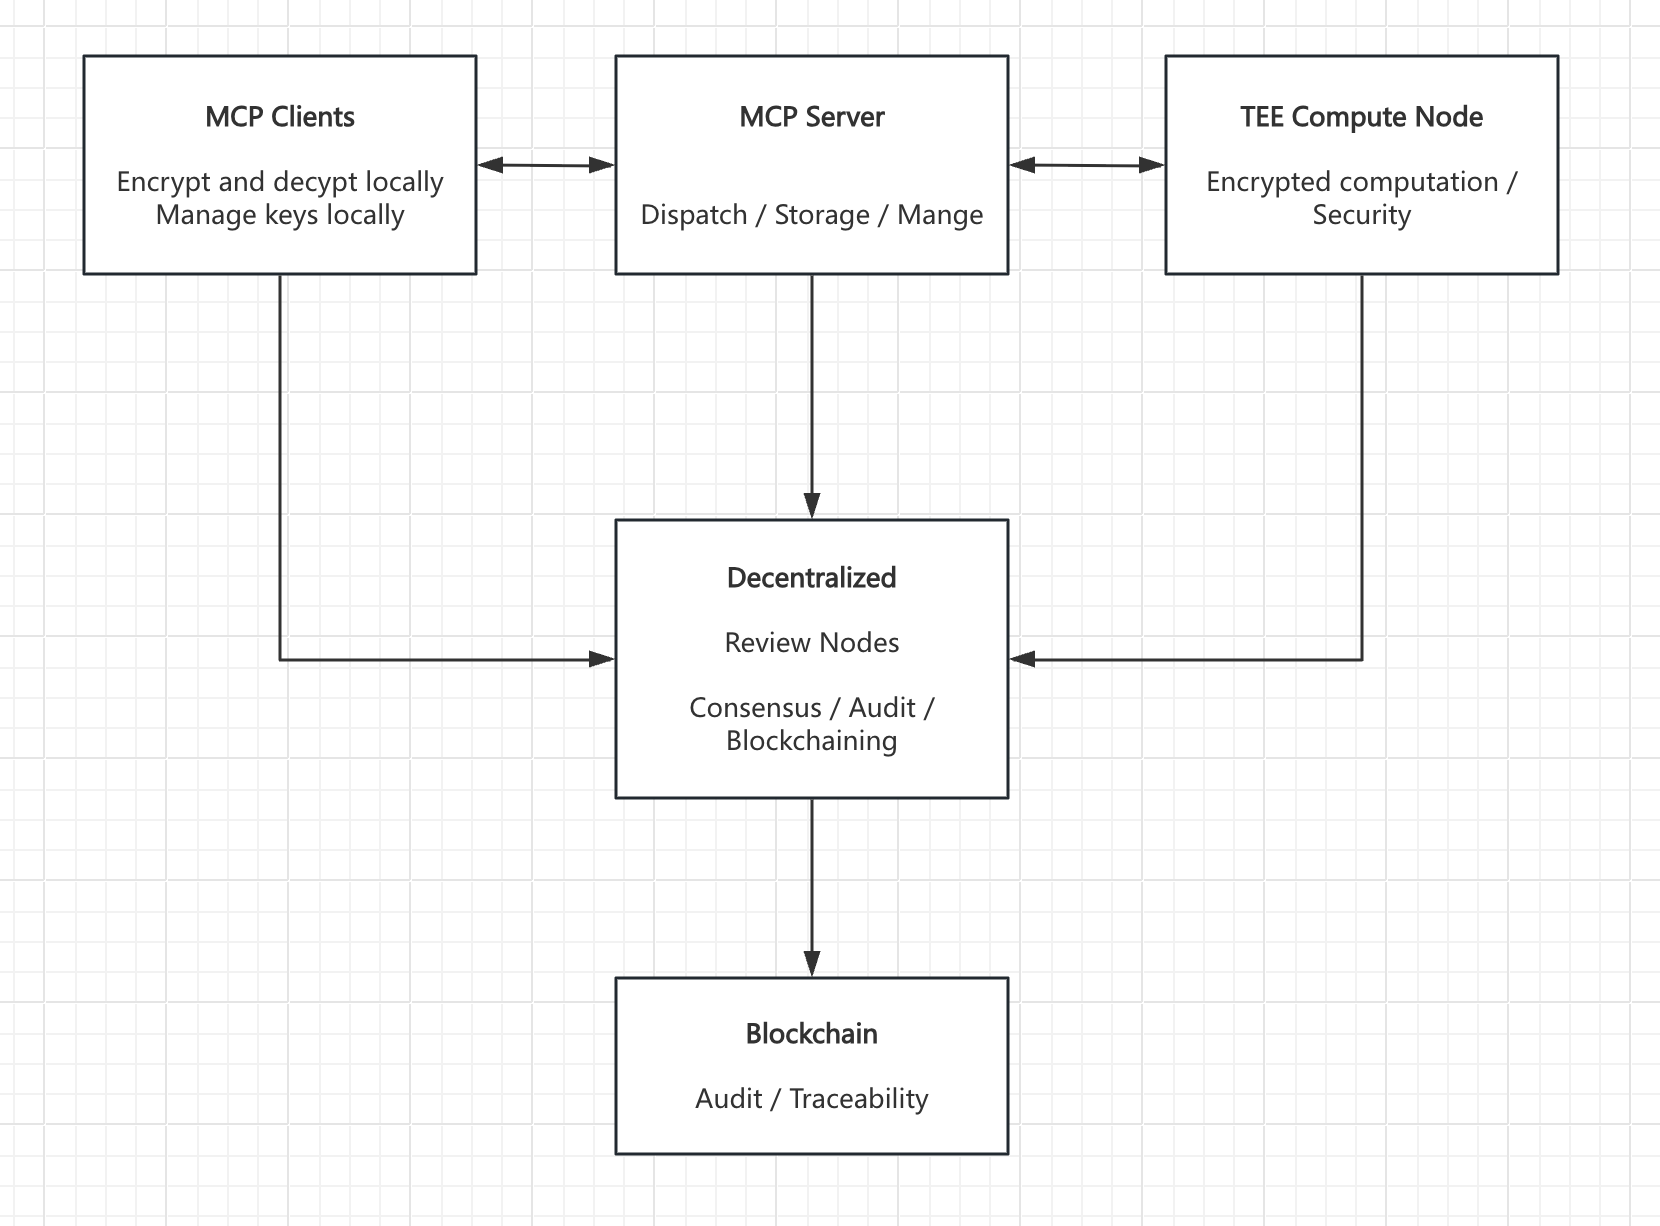 MCP Clients
Encrypt and decypt locally
Manage keys locally
MCP Server
Dispatch / Storage / Mange
TEE Compute Node
Encrypted computation /
Security
Decentralized
Review Nodes
Consensus / Audit /
Blockchaining
Blockchain
Audit / Traceability